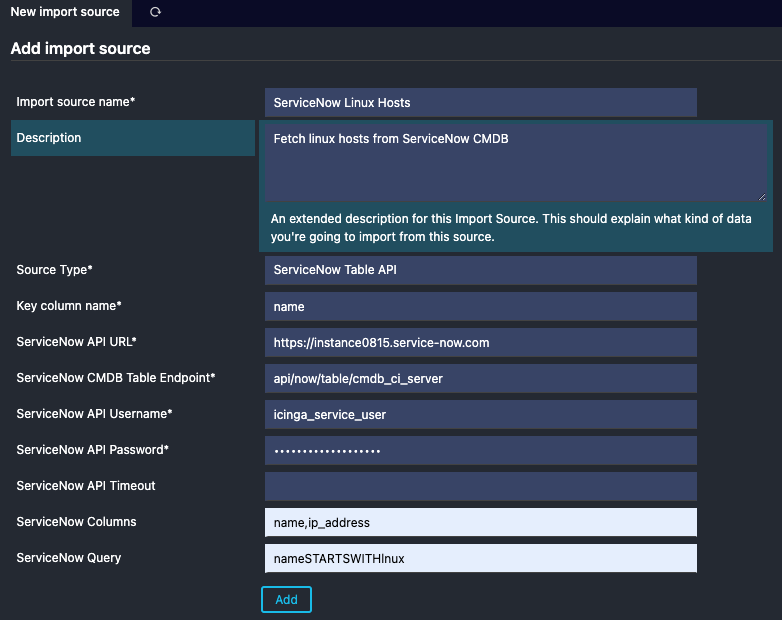 New import source
Add import source
Import source name*
ServiceNow Linux Hosts
Description
Fetch linux hosts from ServiceNow CMDB
An extended description for this Import Source. This should explain what kind of data
you're going to import from this source.
Source Type*
ServiceNow Table API
Key column name*
name
ServiceNow API URL*
https://instance0815.service-now.com
ServiceNow CMDB Table Endpoint*
api/now/table/cmdb_ci_server
ServiceNow API Username*
icinga_service_user
ServiceNow API Password*
•••••••••••••••••••
ServiceNow API Timeout
ServiceNow Columns
name,ip_address
ServiceNow Query
nameSTARTSWITHlnux
Add